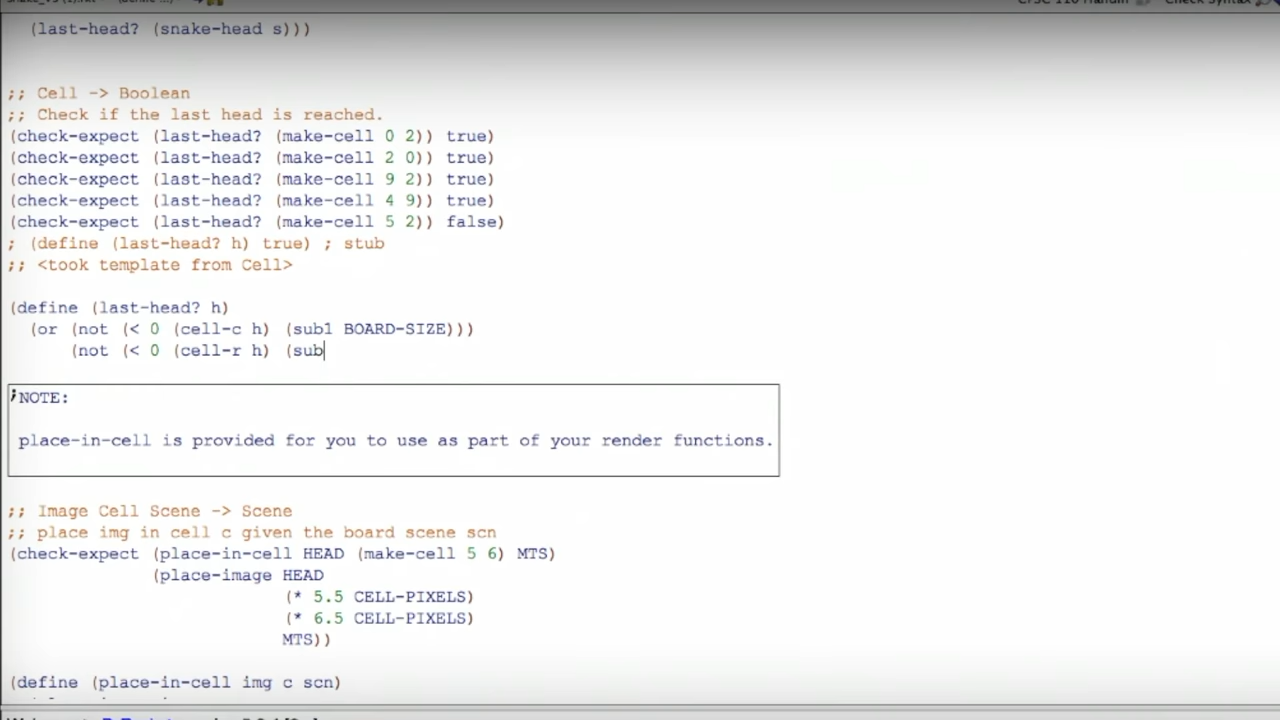 (last-head? (snake-head s)))
;; Cell -> Boolean
;; Check if the last head is reached.
(check-expect (last-head? (make-cell 0 2)) true)
(check-expect (last-head? (make-cell 2 0)) true)
(check-expect (last-head? (make-cell 9 2)) true)
(check-expect (last-head? (make-cell 4 9)) true)
(check-expect (last-head? (make-cell 5 2)) false)
; (define (last-head? h) true) ; stub
;; <took template from Cell>
(define (last-head? h)
(or (not (< 0 (cell-c h) (sub1 BOARD-SIZE)))
(not (< 0 (cell-r h) (sub
;NOTE:
place-in-cell is provided for you to use as part of your render functions.
;; Image Cell Scene -> Scene
;; place img in cell c given the board scene scn
(check-expect (place-in-cell HEAD (make-cell 5 6) MTS)
(place-image HEAD
(* 5.5 CELL-PIXELS)
(* 6.5 CELL-PIXELS)
MTS))
(define (place-in-cell img c scn)